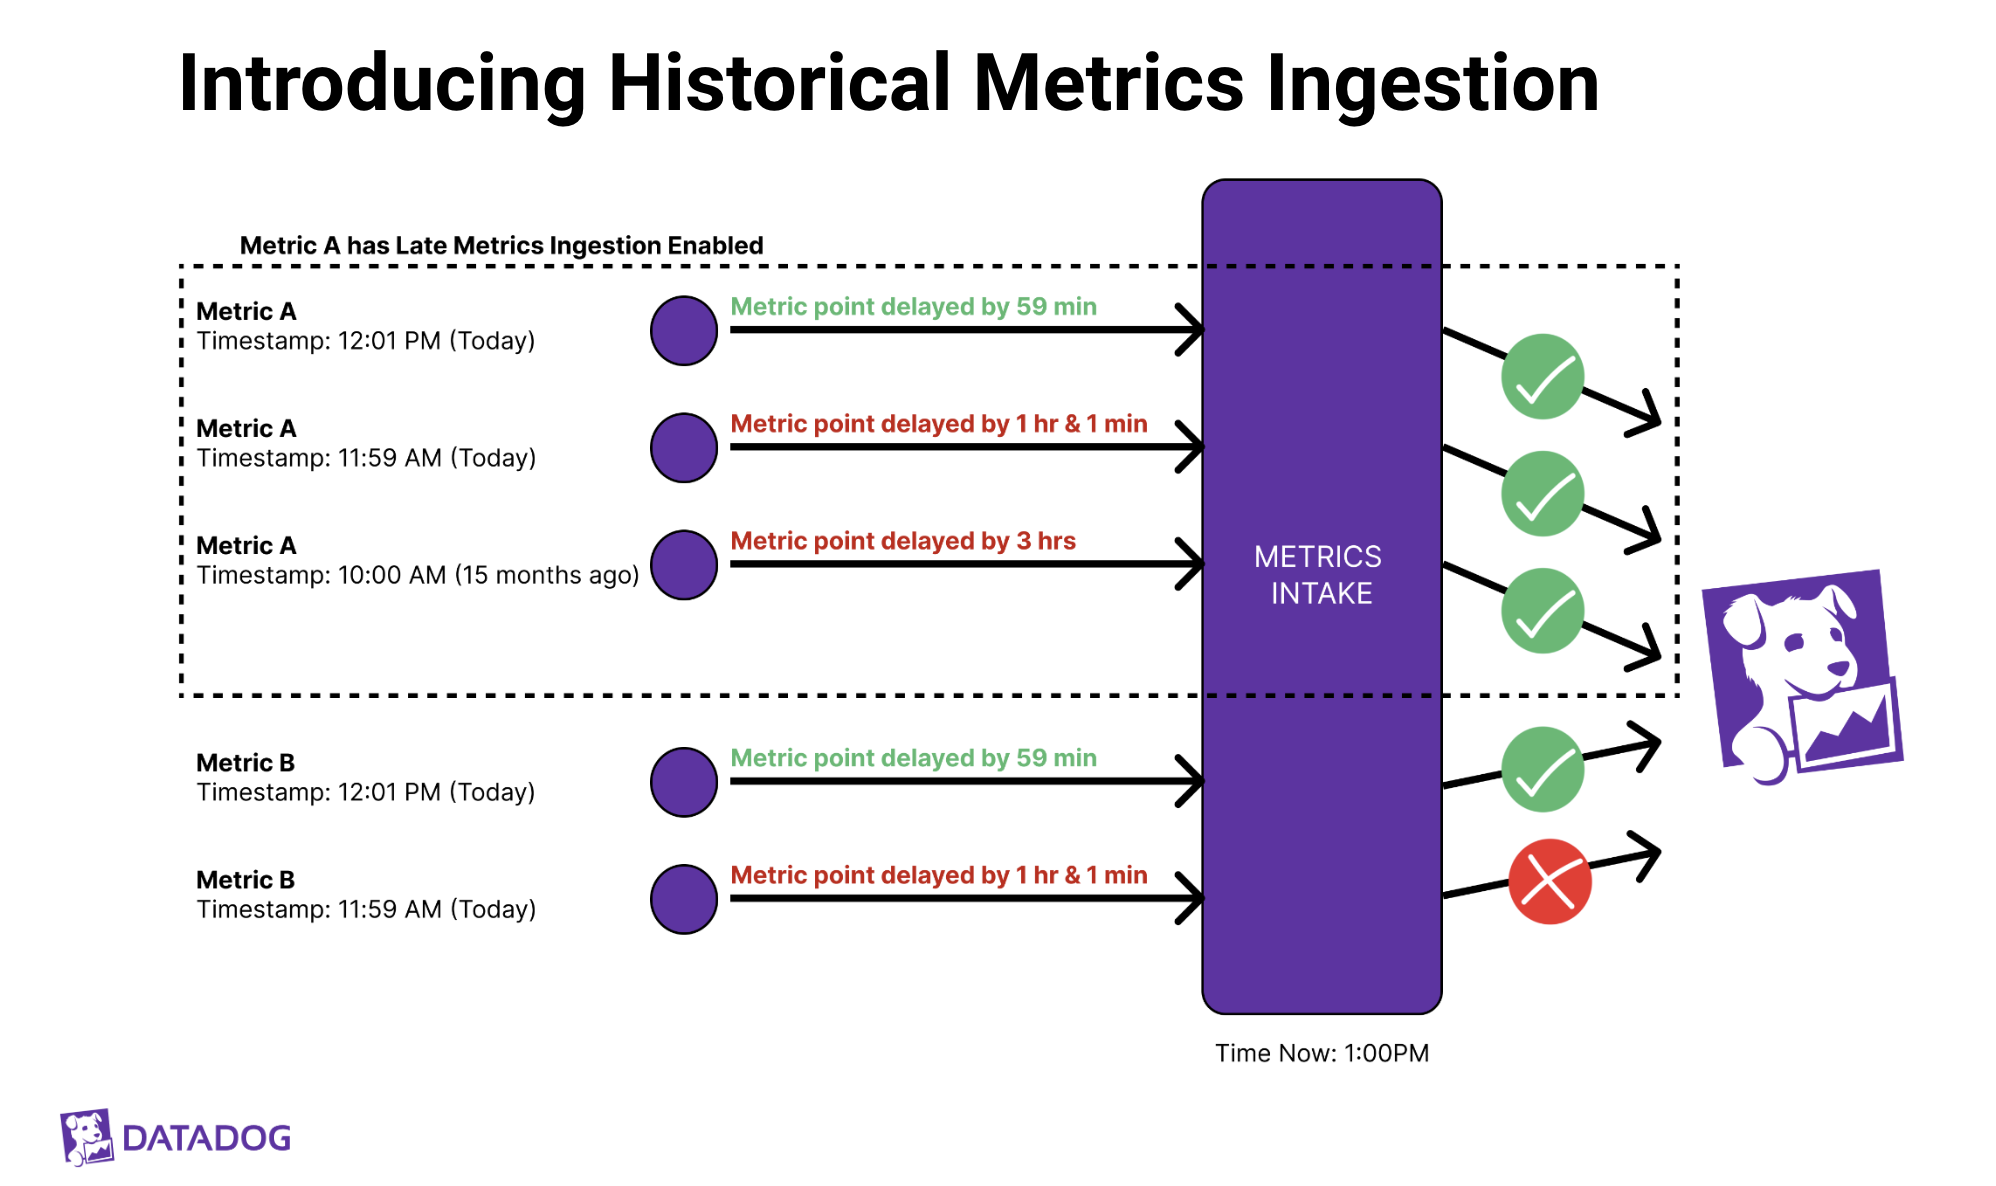 Introducing Historical Metrics Ingestion
Metric A has Late Metrics Ingestion Enabled
Metric A
Timestamp: 12:01 PM (Today)
Metric point delayed by 59 min
Metric A
Timestamp: 11:59 AM (Today)
Metric point delayed by 1 hr & 1 min
Metric A
Timestamp: 10:00 AM (15 months ago)
Metric point delayed by 3 hrs
METRICS
INTAKE
Metric B
Timestamp: 12:01 PM (Today)
Metric point delayed by 59 min
Metric B
Timestamp: 11:59 AM (Today)
Metric point delayed by 1 hr & 1 min
Time Now: 1:00PM
DATADOG